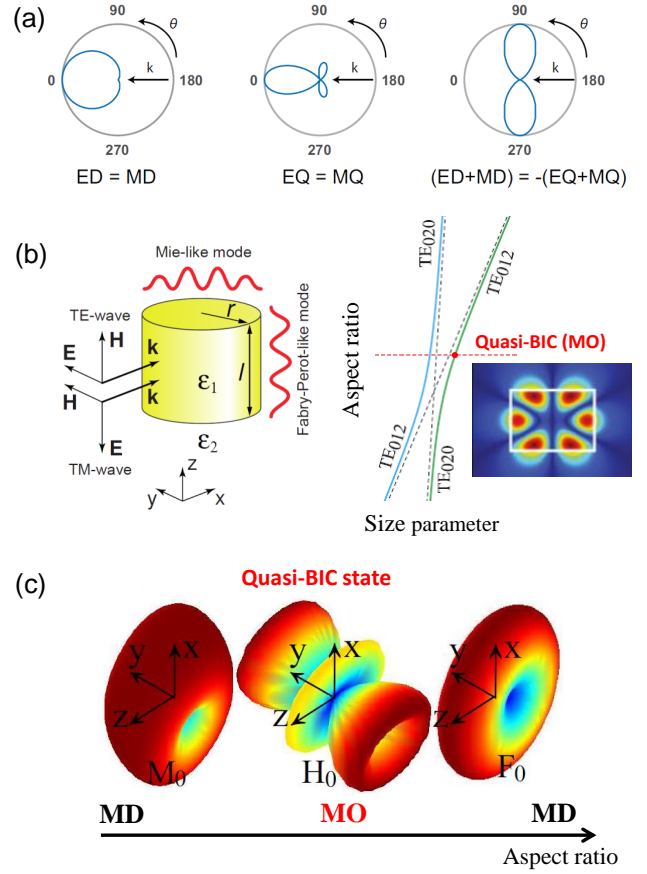 (a)
90
θ
0
k
180
270
ED = MD
90
θ
0
k
180
270
EQ = MQ
90
θ
0
k
180
270
(ED+MD) = -(EQ+MQ)
(b)
Mie-like mode
TE-wave
H
E
k
H
k
E
TM-wave
r
l
ε1
ε2
Fabry-Perot-like mode
z
y
x
Aspect ratio
TE020
TE012
Quasi-BIC (MO)
TE012
TE020
Size parameter
(c)
Quasi-BIC state
x
y
z
M0
x
y
z
H0
x
y
z
F0
MD
MO
MD
Aspect ratio